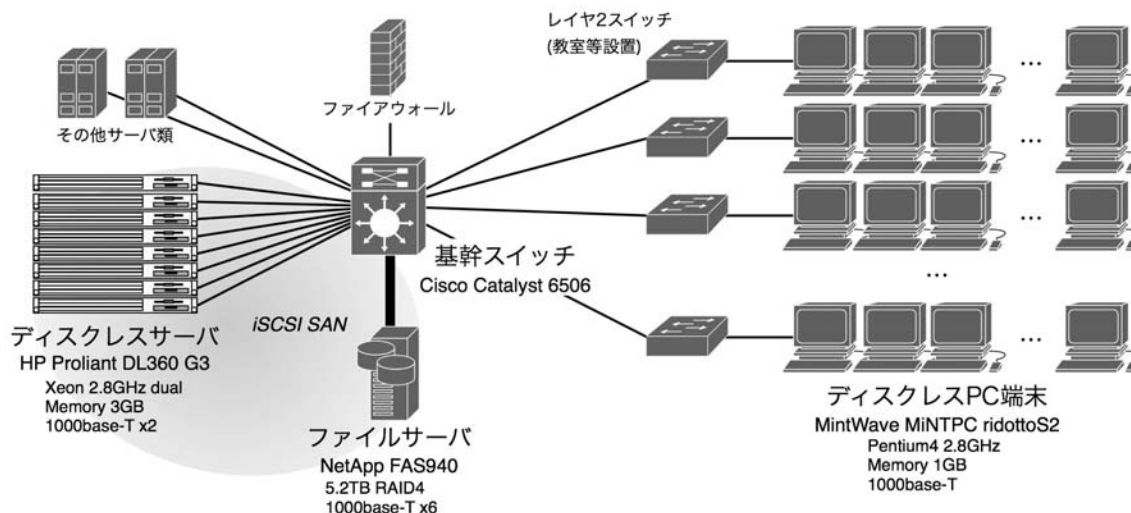 レイヤ2スイッチ
(教室等設置)
その他サーバ類
ファイアウォール
基幹スイッチ
Cisco Catalyst 6506
iSCSI SAN
ディスクレスサーバ
HP Proliant DL360 G3
Xeon 2.8GHz dual
Memory 3GB
1000base-T x2
ファイルサーバ
NetApp FAS940
5.2TB RAID4
1000base-T x6
...
...
...
...
...
ディスクレスPC端末
MintWave MiNTPC ridottoS2
Pentium4 2.8GHz
Memory 1GB
1000base-T